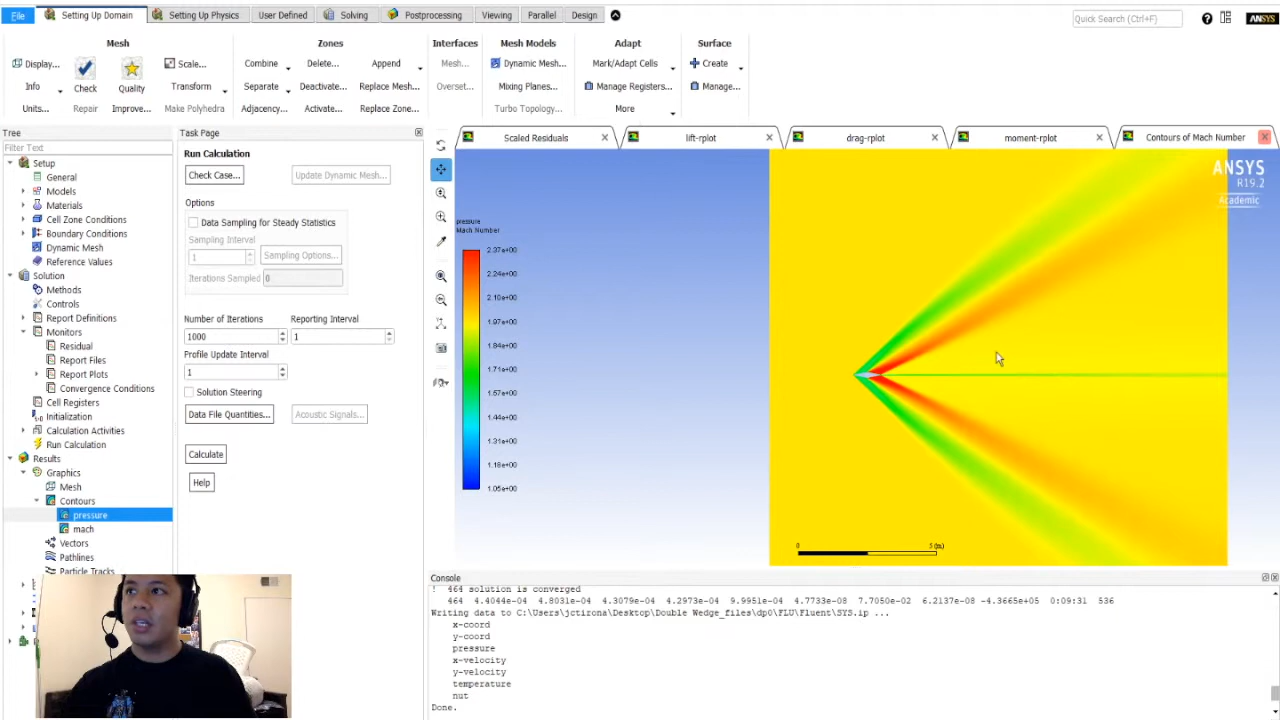 File
Setting Up Domain
Setting Up Physics
User Defined
Solving
Postprocessing
Viewing
Parallel
Design
Quick Search (Ctrl+F)
ANSYS
Mesh
Zones
Interfaces
Mesh Models
Adapt
Surface
Display...
Scale...
Combine
Delete...
Append
Mesh...
Dynamic Mesh...
Mark/Adapt Cells
Create
Info
Check
Quality
Transform
Separate
Deactivate...
Replace Mesh...
Overset...
Mixing Planes...
Manage Registers...
Manage...
Units...
Repair
Improve...
Make Polyhedra
Adjacency...
Activate...
Replace Zone...
Turbo Topology...
More
Tree
Filter Text
Setup
General
Models
Materials
Cell Zone Conditions
Boundary Conditions
Dynamic Mesh
Reference Values
Solution
Methods
Controls
Report Definitions
Monitors
Residual
Report Files
Report Plots
Convergence Conditions
Cell Registers
Initialization
Calculation Activities
Run Calculation
Results
Graphics
Mesh
Contours
pressure
mach
Vectors
Pathlines
Particle Tracks
Task Page
Run Calculation
Check Case...
Update Dynamic Mesh...
Options
Data Sampling for Steady Statistics
Sampling Interval
1
Sampling Options...
Iterations Sampled 0
Number of Iterations
Reporting Interval
1000
1
Profile Update Interval
1
Solution Steering
Data File Quantities...
Acoustic Signals...
Calculate
Help
Scaled Residuals
lift-rplot
drag-rplot
moment-rplot
Contours of Mach Number
ANSYS
R19.2
Academic
pressure
Mach Number
2.37e+00
2.24e+00
2.10e+00
1.97e+00
1.84e+00
1.71e+00
1.57e+00
1.44e+00
1.31e+00
1.18e+00
1.05e+00
0
5 (m)
Console
! 464 solution is converged
464 4.4044e-04 4.8031e-04 4.3079e-04 4.2973e-04 9.9951e-04 4.7733e-08 7.7050e-02 6.2137e-08 -4.3665e+05 0:09:31 536
Writing data to C:\Users\jctirona\Desktop\Double Wedge_files\dp0\FLU\Fluent\SYS.ip ...
x-coord
y-coord
pressure
x-velocity
y-velocity
temperature
nut
Done.